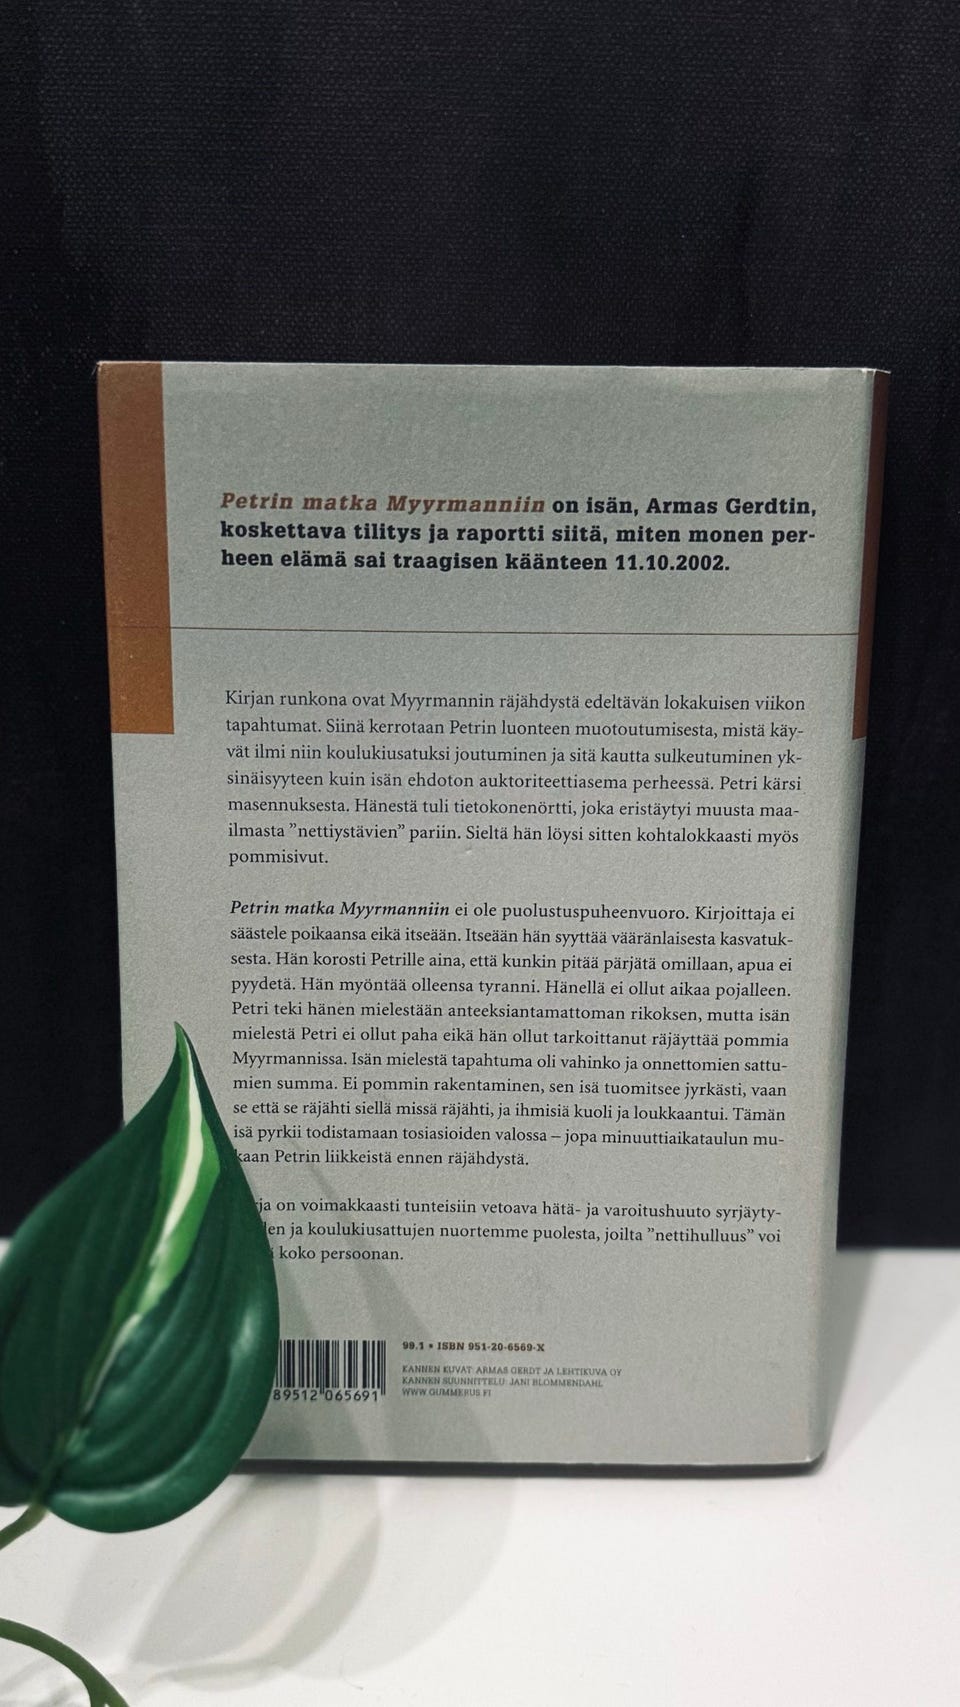 Petrin matka Myyrmanniin on isän, Armas Gerdtin,
koskettava tilitys ja raportti siitä, miten monen per-
heen elämä sai traagisen käänteen 11.10.2002.
Kirjan runkona ovat Myyrmannin räjähdystä edeltävän lokakuisen viikon
tapahtumat. Siinä kerrotaan Petrin luonteen muotoutumisesta, mistä käy-
vät ilmi niin koulukiusatuksi joutuminen ja sitä kautta sulkeutuminen yk-
sinäisyyteen kuin isän ehdoton auktoriteettiasema perheessä. Petri kärsi
masennuksesta. Hänestä tuli tietokonenörtti, joka eristäytyi muusta maa-
ilmasta ”nettiystävien” pariin. Sieltä hän löysi sitten kohtalokkaasti myös
pommisivut.
Petrin matka Myyrmanniin ei ole puolustuspuheenvuoro. Kirjoittaja ei
säästele poikaansa eikä itseään. Itseään hän syyttää vääränlaisesta kasvatuk-
sesta. Hän korosti Petrille aina, että kunkin pitää pärjätä omillaan, apua ei
pyydetä. Hän myöntää olleensa tyranni. Hänellä ei ollut aikaa pojalleen.
Petri teki hänen mielestään anteeksiantamattoman rikoksen, mutta isän
mielestä Petri ei ollut paha eikä hän ollut tarkoittanut räjäyttää pommia
Myyrmannissa. Isän mielestä tapahtuma oli vahinko ja onnettomien sattu-
mien summa. Ei pommin rakentaminen, sen isä tuomitsee jyrkästi, vaan
se että se räjähti siellä missä räjähti, ja ihmisiä kuoli ja loukkaantui. Tämän
isä pyrkii todistamaan tosiasioiden valossa – jopa minuuttiaikataulun mu-
kaan Petrin liikkeistä ennen räjähdystä.
on voimakkaasti tunteisiin vetoava hätä- ja varoitushuuto syrjäyty-
ja koulukiusattujen nuortemme puolesta, joilta ”nettihulluus” voi
koko persoonan.
99.1 • ISBN 951-20-6569-X
KANNEN KUVAT: ARMAS GERDT JA LEHTIKUVA OY
KANNEN SUUNNITTELU: JANI BLOMMENDAHL
WWW.GUMMERUS.FI
89512 065691